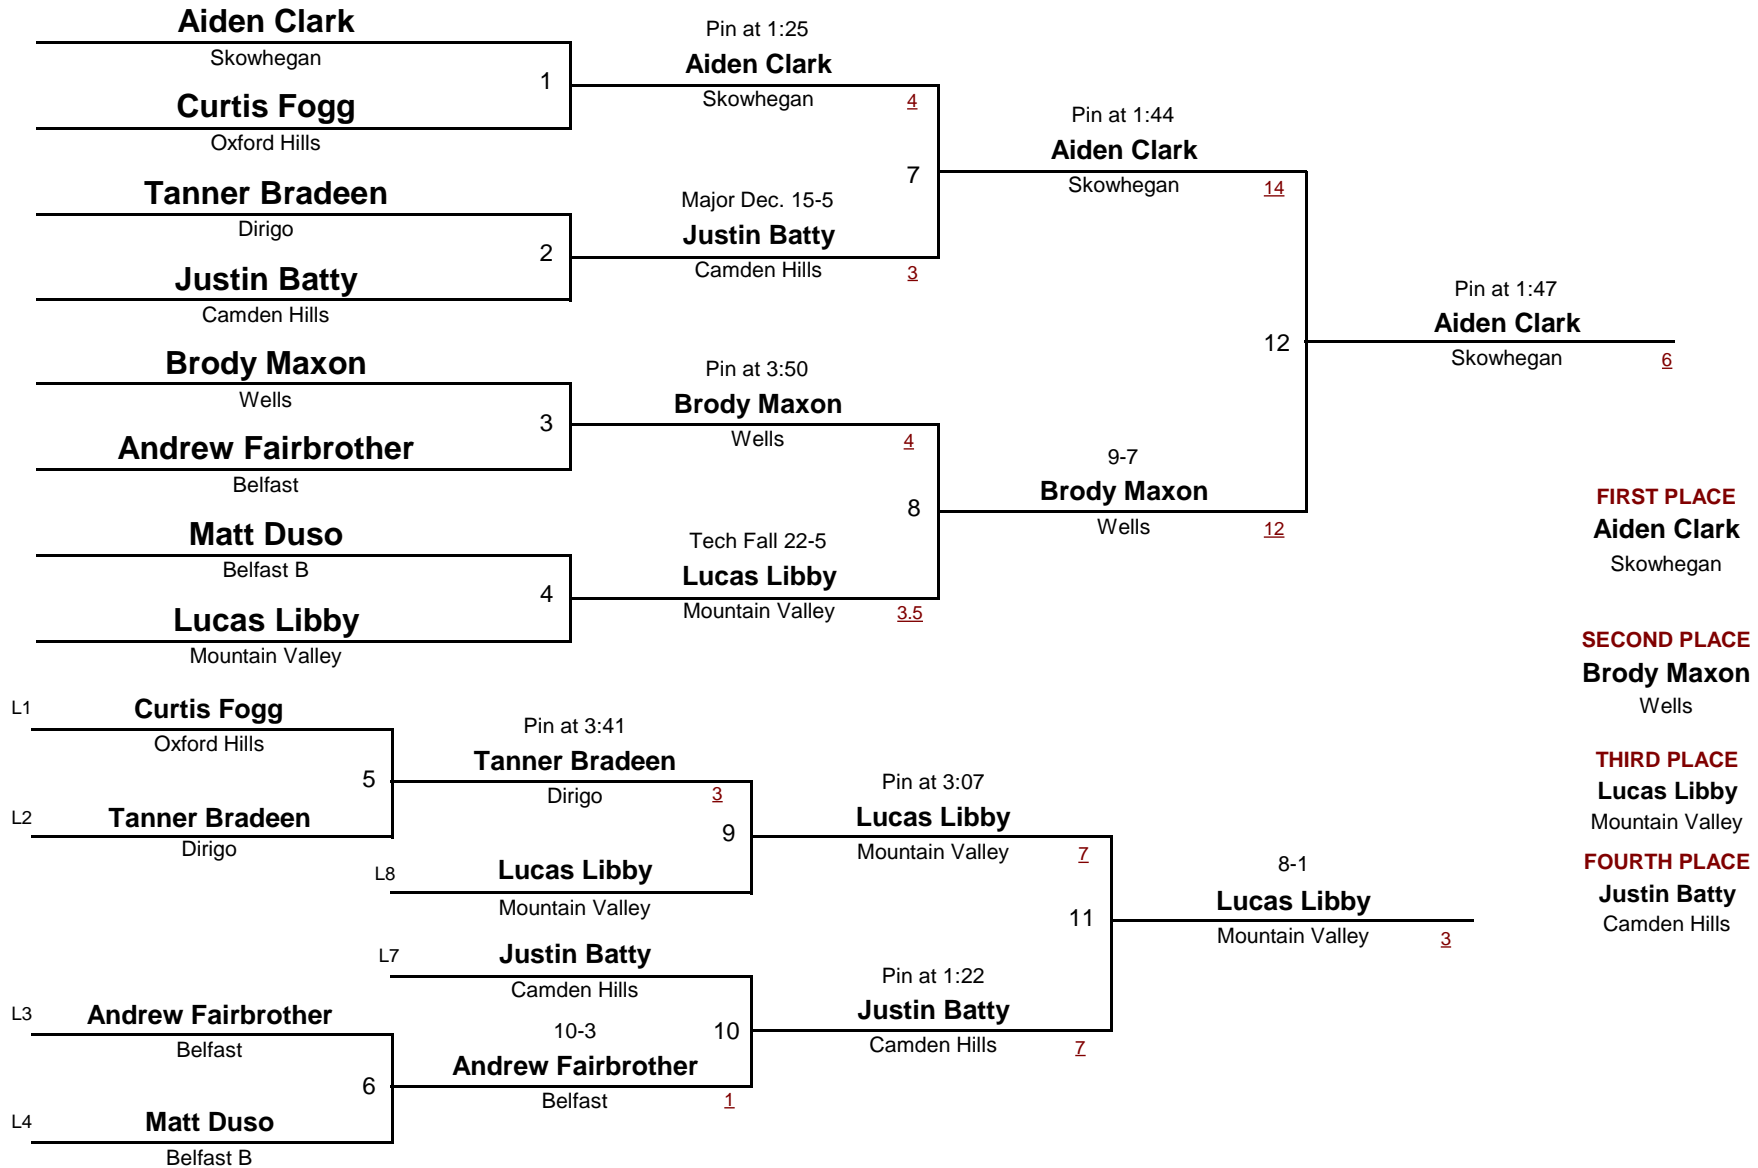 Aiden Clark
Skowhegan
1
Curtis Fogg
Oxford Hills
Tanner Bradeen
Dirigo
2
Justin Batty
Camden Hills
Brody Maxon
Wells
3
Andrew Fairbrother
Belfast
Matt Duso
Belfast B
4
Lucas Libby
Mountain Valley
Pin at 1:25
Aiden Clark
Skowhegan 4
7
Major Dec. 15-5
Justin Batty
Camden Hills 3
Pin at 3:50
Brody Maxon
Wells 4
8
Tech Fall 22-5
Lucas Libby
Mountain Valley 3.5
Pin at 1:44
Aiden Clark
Skowhegan 14
12
9-7
Brody Maxon
Wells 12
Pin at 1:47
Aiden Clark
Skowhegan 6
FIRST PLACE
Aiden Clark
Skowhegan
SECOND PLACE
Brody Maxon
Wells
THIRD PLACE
Lucas Libby
Mountain Valley
FOURTH PLACE
Justin Batty
Camden Hills
L1 Curtis Fogg
Oxford Hills
5
L2 Tanner Bradeen
Dirigo
L3 Andrew Fairbrother
Belfast
6
L4 Matt Duso
Belfast B
Pin at 3:41
Tanner Bradeen
Dirigo 3
9
L8 Lucas Libby
Mountain Valley
L7 Justin Batty
Camden Hills
10-3 10
Andrew Fairbrother
Belfast 1
Pin at 3:07
Lucas Libby
Mountain Valley 7
11
Pin at 1:22
Justin Batty
Camden Hills 7
8-1
Lucas Libby
Mountain Valley 3